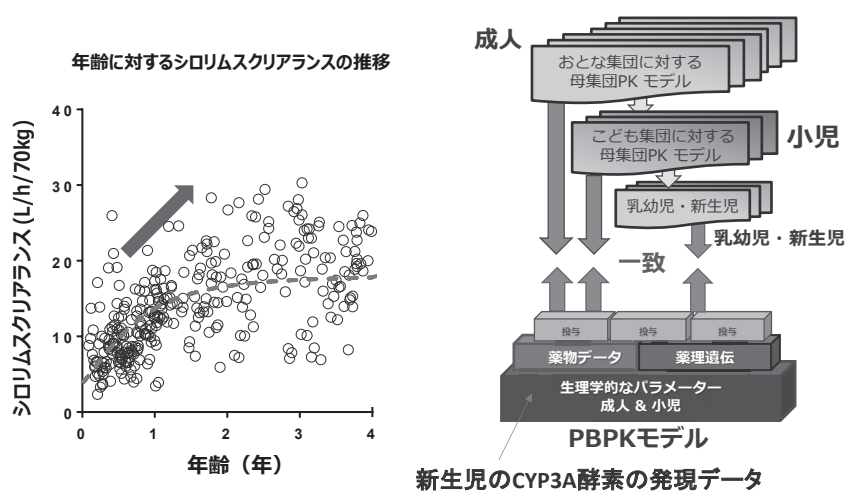 年齢に対するシロリムスクリアランスの推移
シロリムスクリアランス(L/h/70kg)
40
30
20
10
0
0 1 2 3 4
年齢（年）
成人
おとな集団に対する
母集団PK モデル
こども集団に対する
母集団PK モデル
小児
乳幼児・新生児
乳幼児・新生児
一致
投与 投与 投与
薬物データ 薬理遺伝
生理学的なパラメーター
成人 & 小児
PBPKモデル
新生児のCYP3A酵素の発現データ